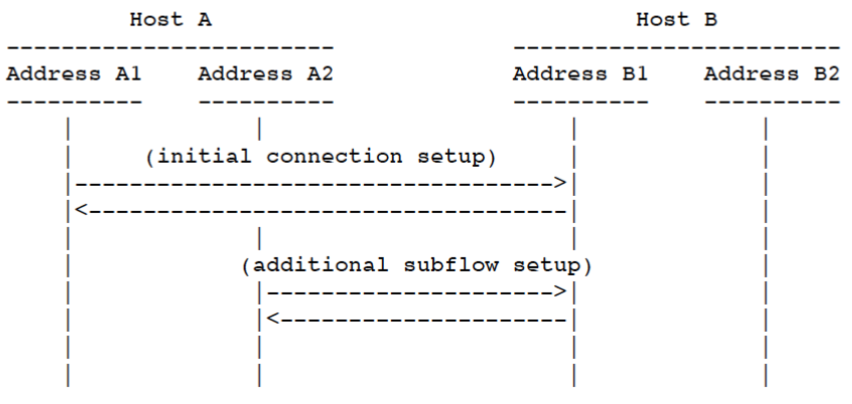 Host A Host B
Address A1 Address A2 Address B1 Address B2
(initial connection setup)
(additional subflow setup)